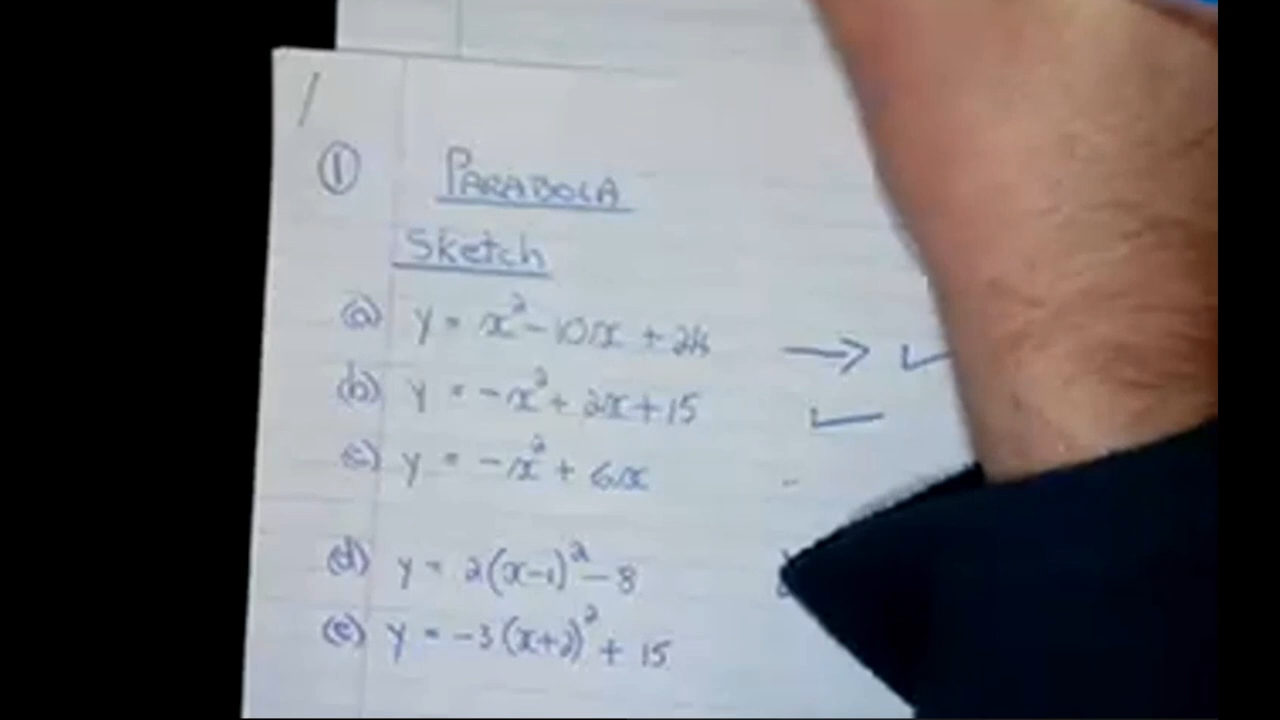 ① PARABOLA
Sketch
(a) y = x² - 10x + 24 → ✓
(b) y = -x² + 2x + 15 ✓
(c) y = -x² + 6x
(d) y = 2(x-1)² - 8
(e) y = -3(x+2)² + 15